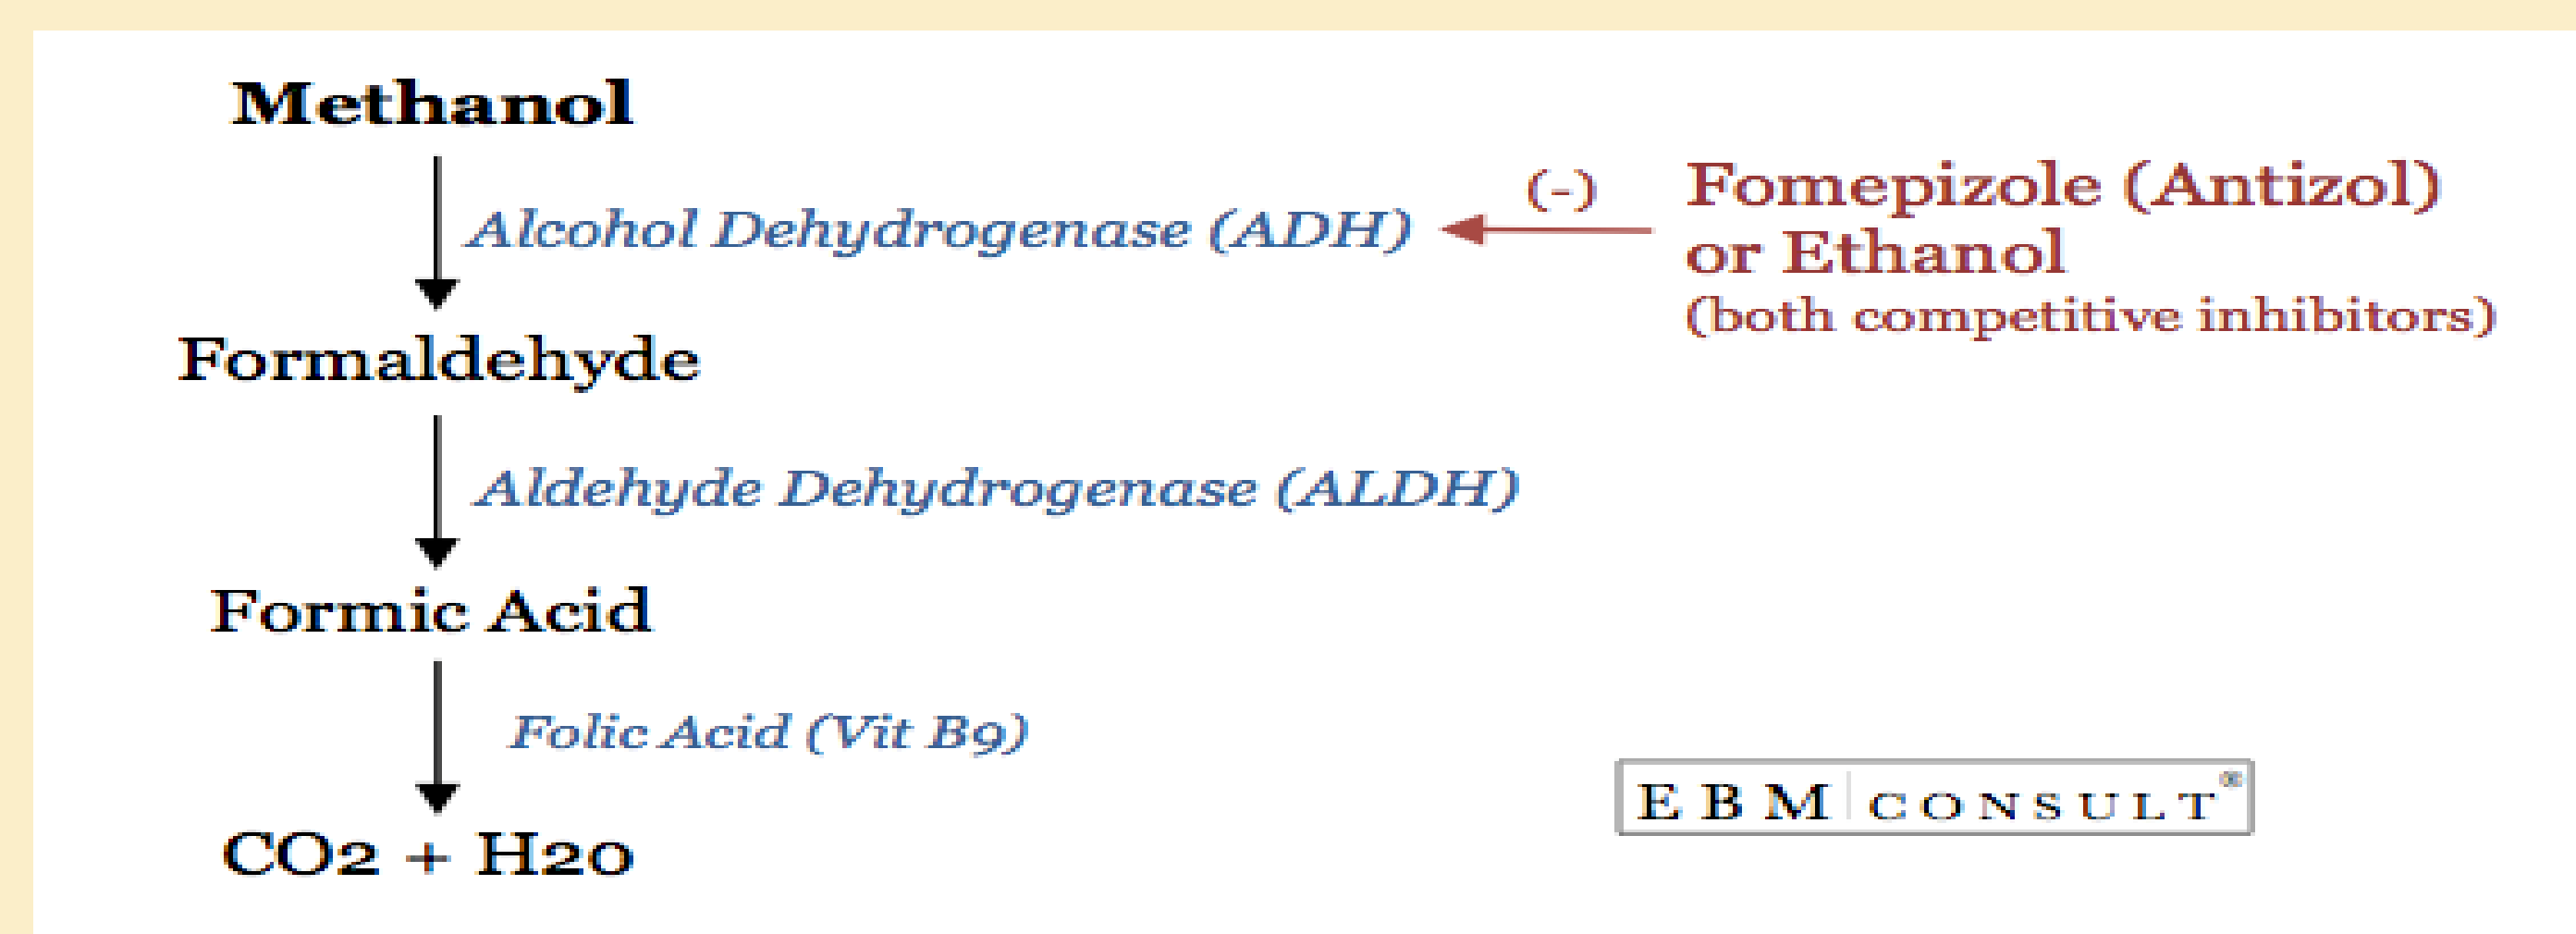 Methanol
(-)
Fomepizole (Antizol)
Alcohol Dehydrogenase (ADH)
or Ethanol
(both competitive inhibitors)
Formaldehyde
Aldehyde Dehydrogenase (ALDH)
Formic Acid
Folic Acid (Vit B9)
EBM CONSULT®
CO2 + H20